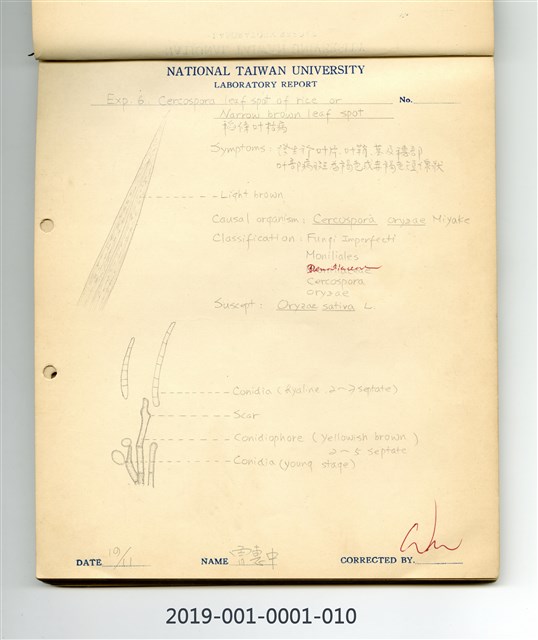 NATIONAL TAIWAN UNIVERSITY
LABORATORY REPORT
Exp 6 Cercospora leaf spot of rice or No.
Narrow brown leaf spot
Symptoms:
Light brown
Causal organism: Cercospora oryzae Miyake
Classification: Fungi Imperfecti
Moniliales
Cercospora
oryzae
Suscept: Oryzae sativa L
Conidia (hyaline 2~7 septate)
Scar
Conidiophore (Yellowish brown)
2~5 septate
Conidia (young stage)
DATE 19/11 NAME CORRECTED BY.
2019-001-0001-010